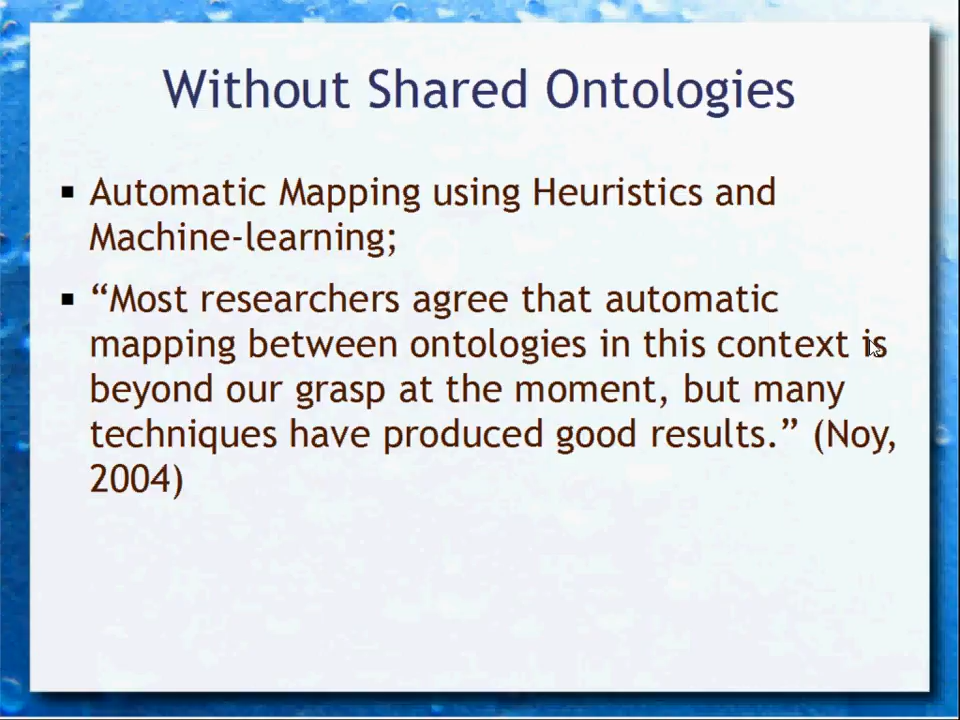 Without Shared Ontologies
▪ Automatic Mapping using Heuristics and
Machine-learning;
▪ “Most researchers agree that automatic
mapping between ontologies in this context is
beyond our grasp at the moment, but many
techniques have produced good results.” (Noy,
2004)